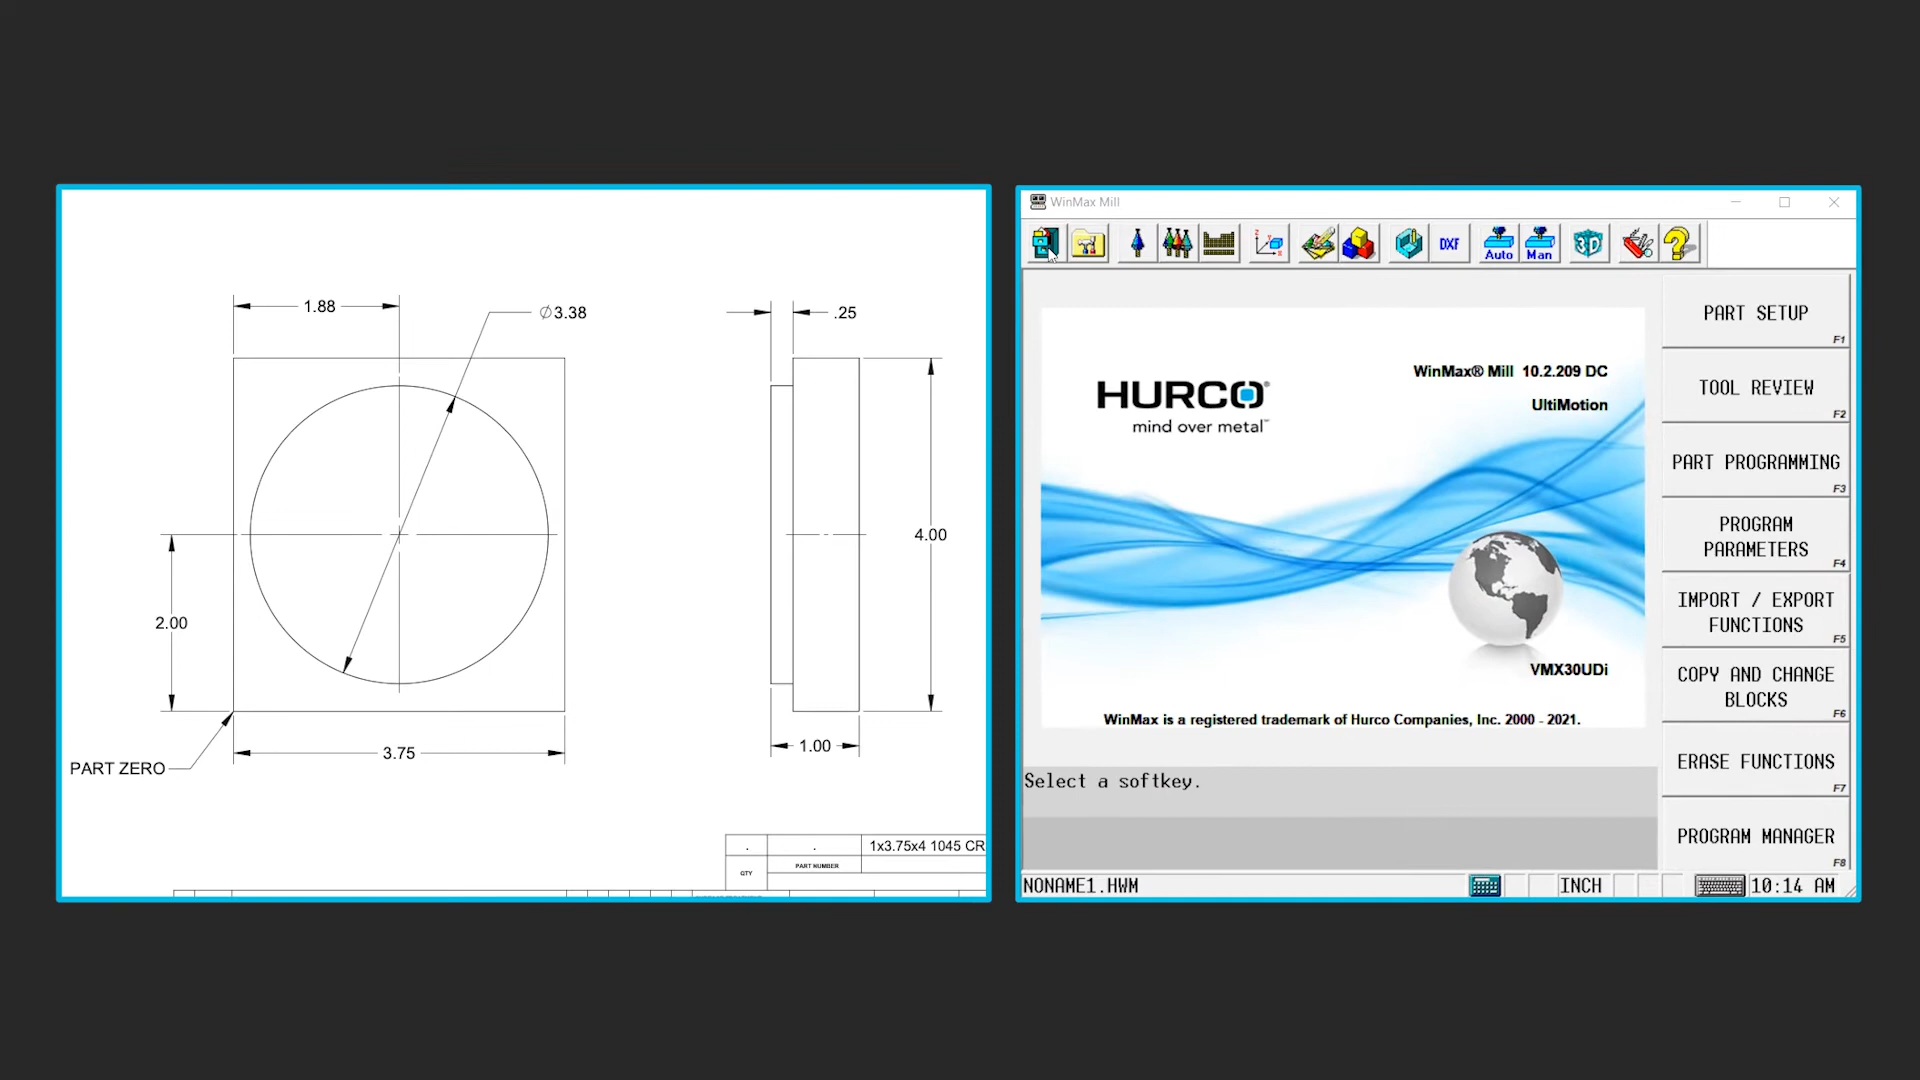 1.88
Ø3.38
.25
4.00
2.00
3.75
1.00
PART ZERO
. . 1x3.75x4 1045 CR
QTY PART NUMBER
WinMax Mill
DXF Auto Man 3D
HURCO
mind over metal™
WinMax® Mill 10.2.209 DC
UltiMotion
VMX30UDi
WinMax is a registered trademark of Hurco Companies, Inc. 2000 - 2021.
Select a softkey.
PART SETUP
F1
TOOL REVIEW
F2
PART PROGRAMMING
F3
PROGRAM
PARAMETERS
F4
IMPORT / EXPORT
FUNCTIONS
F5
COPY AND CHANGE
BLOCKS
F6
ERASE FUNCTIONS
F7
PROGRAM MANAGER
F8
NONAME1.HWM INCH 10:14 AM